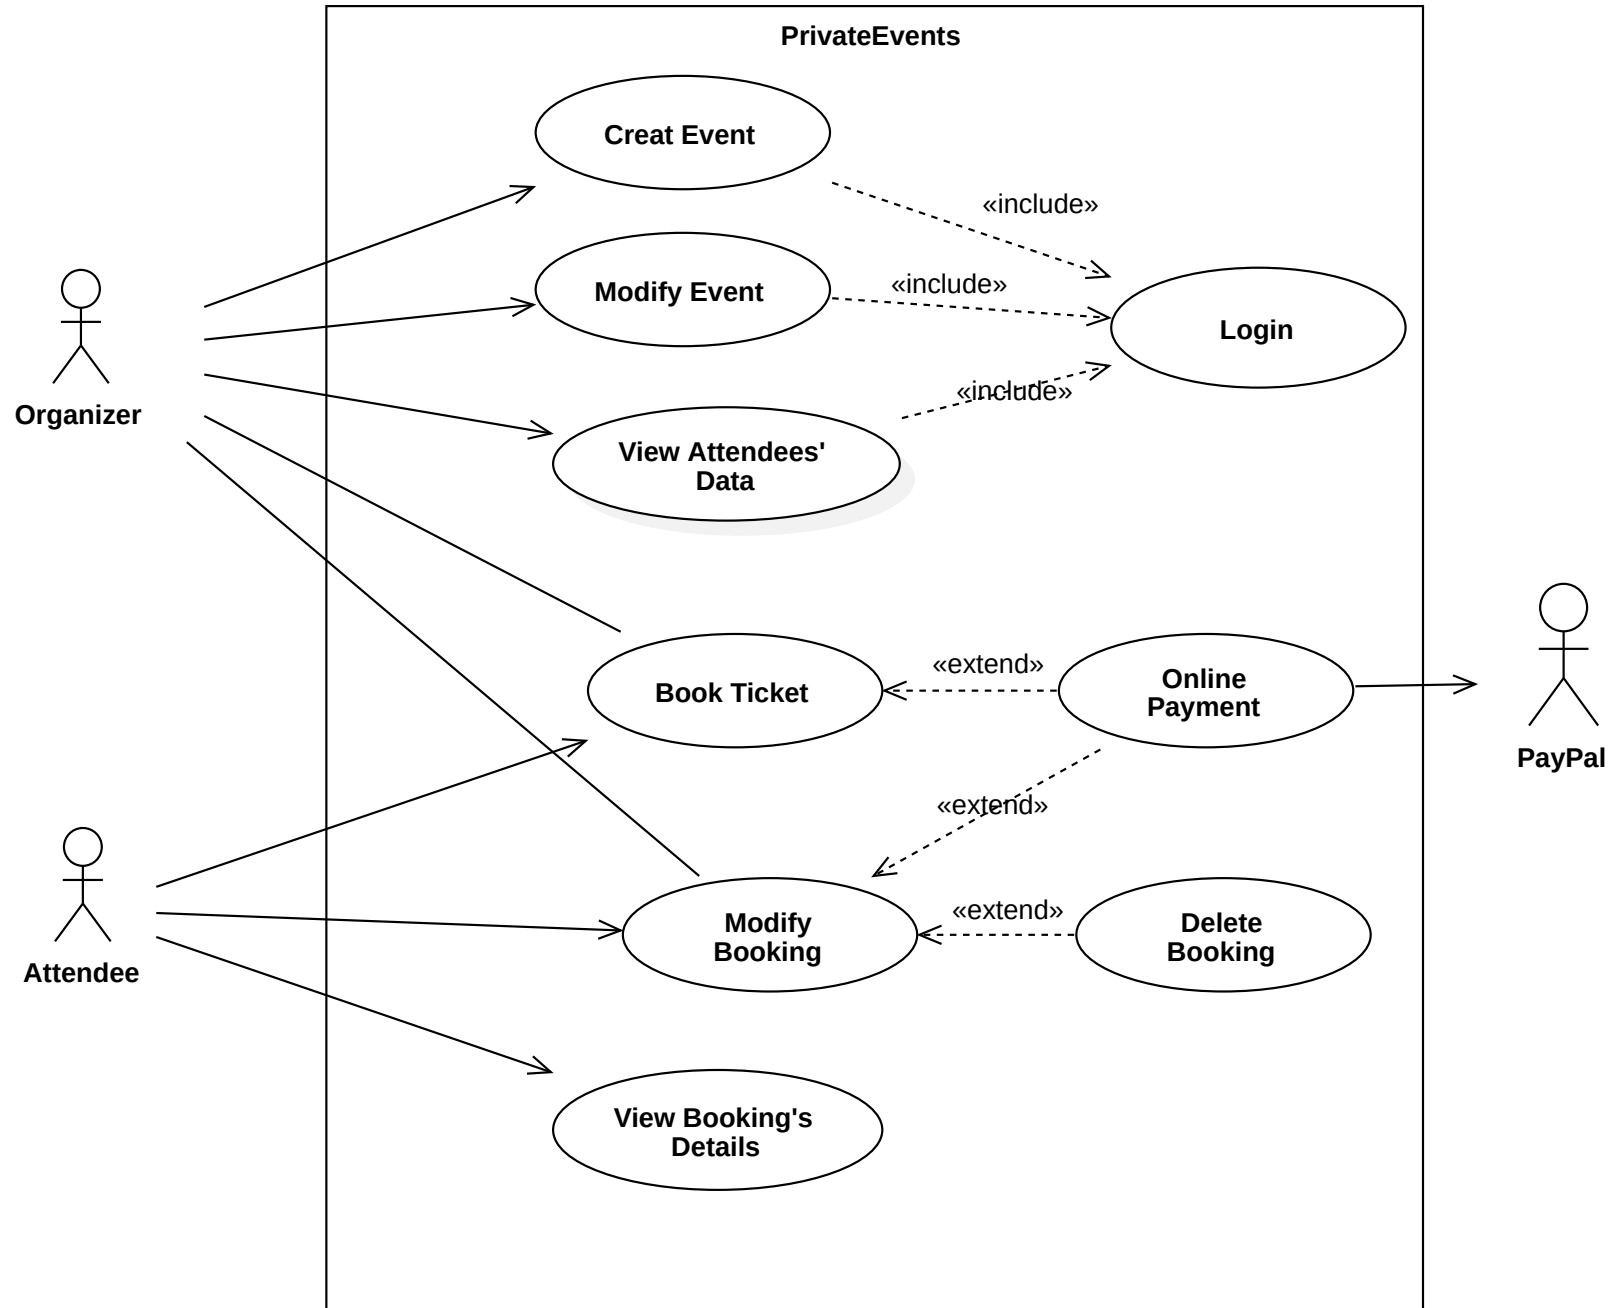 PrivateEvents
Creat Event
«include»
Modify Event
«include»
Login
Organizer
«include»
View Attendees'
Data
Book Ticket
«extend»
Online
Payment
PayPal
«extend»
Attendee
Modify
Booking
«extend»
Delete
Booking
View Booking's
Details